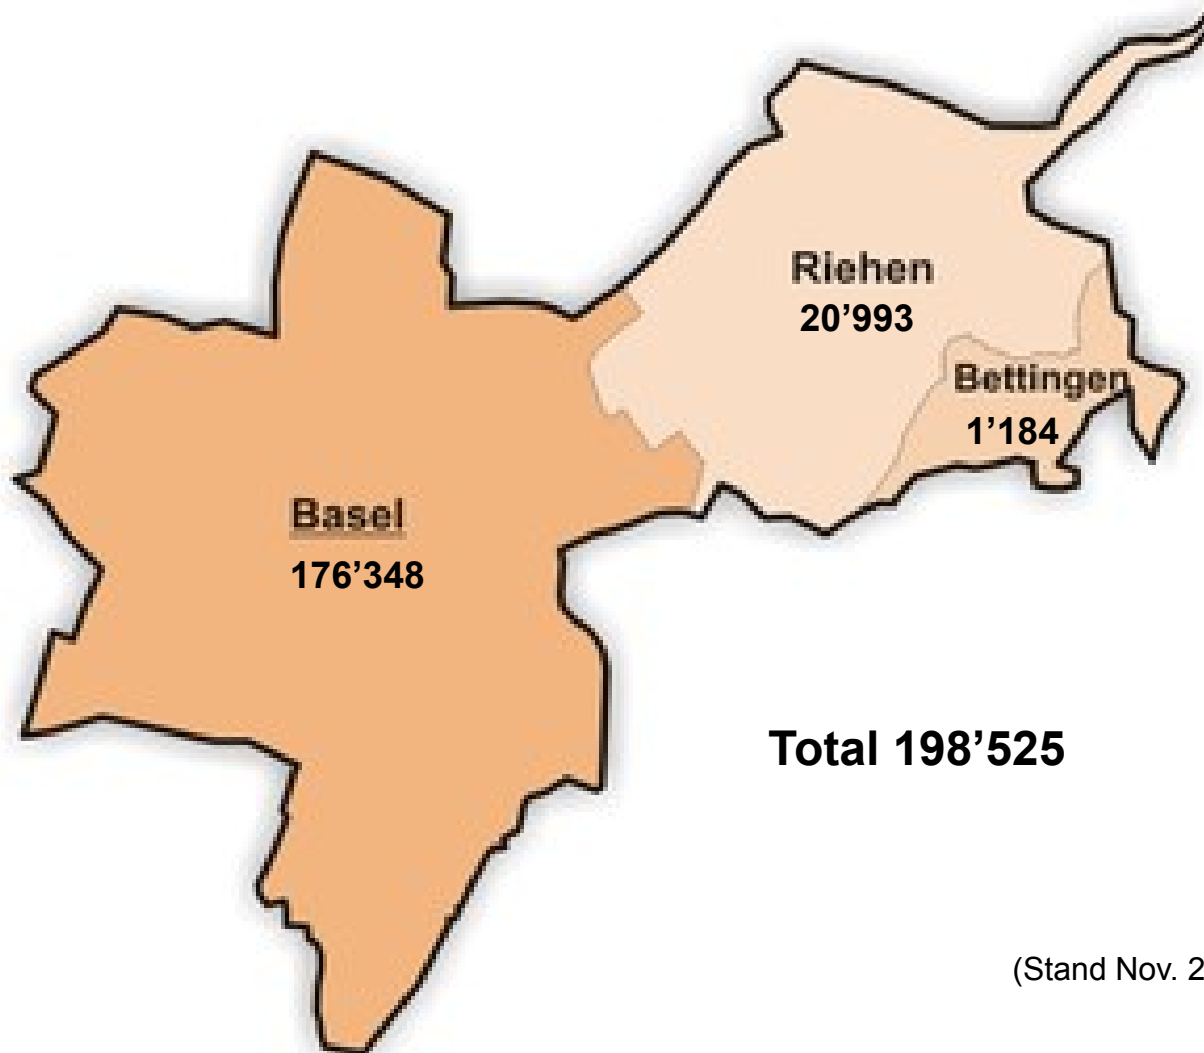 Riehen
20’993
Bettingen
1’184
Basel
176’348
Total 198’525
(Stand Nov. 2